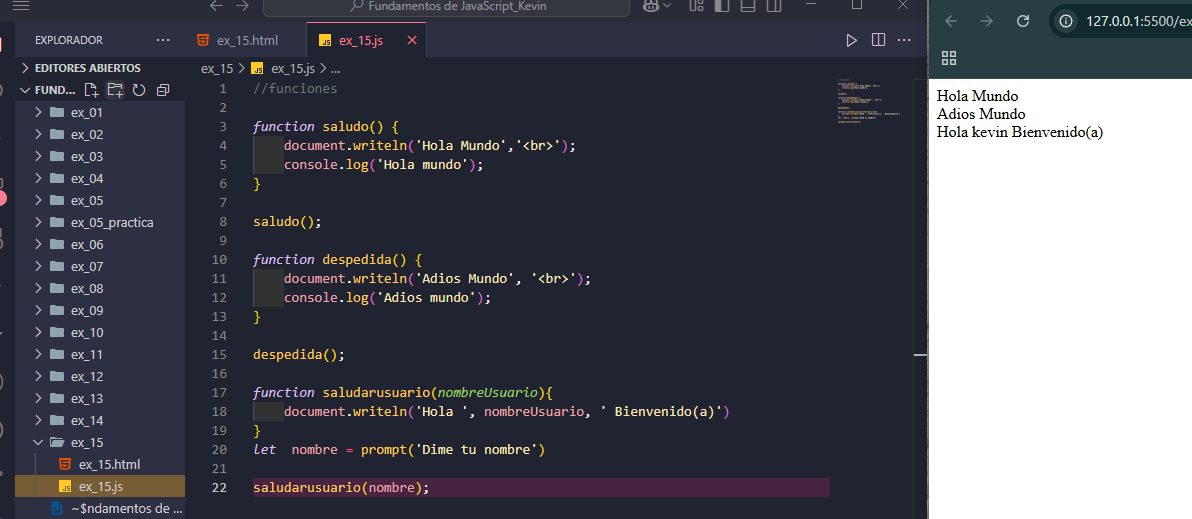 Fundamentos de JavaScript_Kevin
EXPLORADOR ...
ex_15.html
JS ex_15.js
127.0.0.1:5500/ex
EDITORES ABIERTOS
FUND...
ex_15 > JS ex_15.js > ...
ex_01
ex_02
ex_03
ex_04
ex_05
ex_05_practica
ex_06
ex_07
ex_08
ex_09
ex_10
ex_11
ex_12
ex_13
ex_14
ex_15
ex_15.html
JS ex_15.js
~$ndamentos de ...
1 //funciones
2
3 function saludo() {
4 document.writeln('Hola Mundo','<br>');
5 console.log('Hola mundo');
6 }
7
8 saludo();
9
10 function despedida() {
11 document.writeln('Adios Mundo', '<br>');
12 console.log('Adios mundo');
13 }
14
15 despedida();
16
17 function saludarusuario(nombreUsuario){
18 document.writeln('Hola ', nombreUsuario, ' Bienvenido(a)')
19 }
20 let  nombre = prompt('Dime tu nombre')
21
22 saludarusuario(nombre);
Hola Mundo
Adios Mundo
Hola kevin Bienvenido(a)